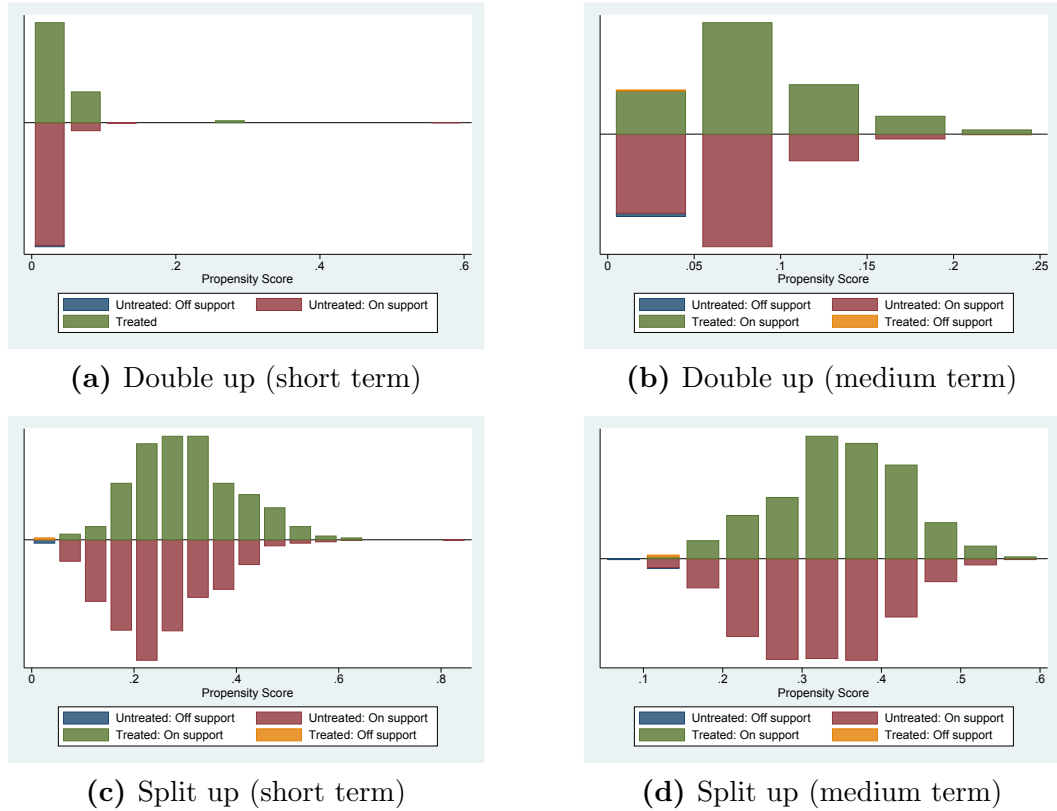 0 .2 .4 .6
Propensity Score
Untreated: Off support Untreated: On support
Treated
(a) Double up (short term)
0 .05 .1 .15 .2 .25
Propensity Score
Untreated: Off support Untreated: On support
Treated: On support Treated: Off support
(b) Double up (medium term)
0 .2 .4 .6 .8
Propensity Score
Untreated: Off support Untreated: On support
Treated: On support Treated: Off support
(c) Split up (short term)
.1 .2 .3 .4 .5 .6
Propensity Score
Untreated: Off support Untreated: On support
Treated: On support Treated: Off support
(d) Split up (medium term)